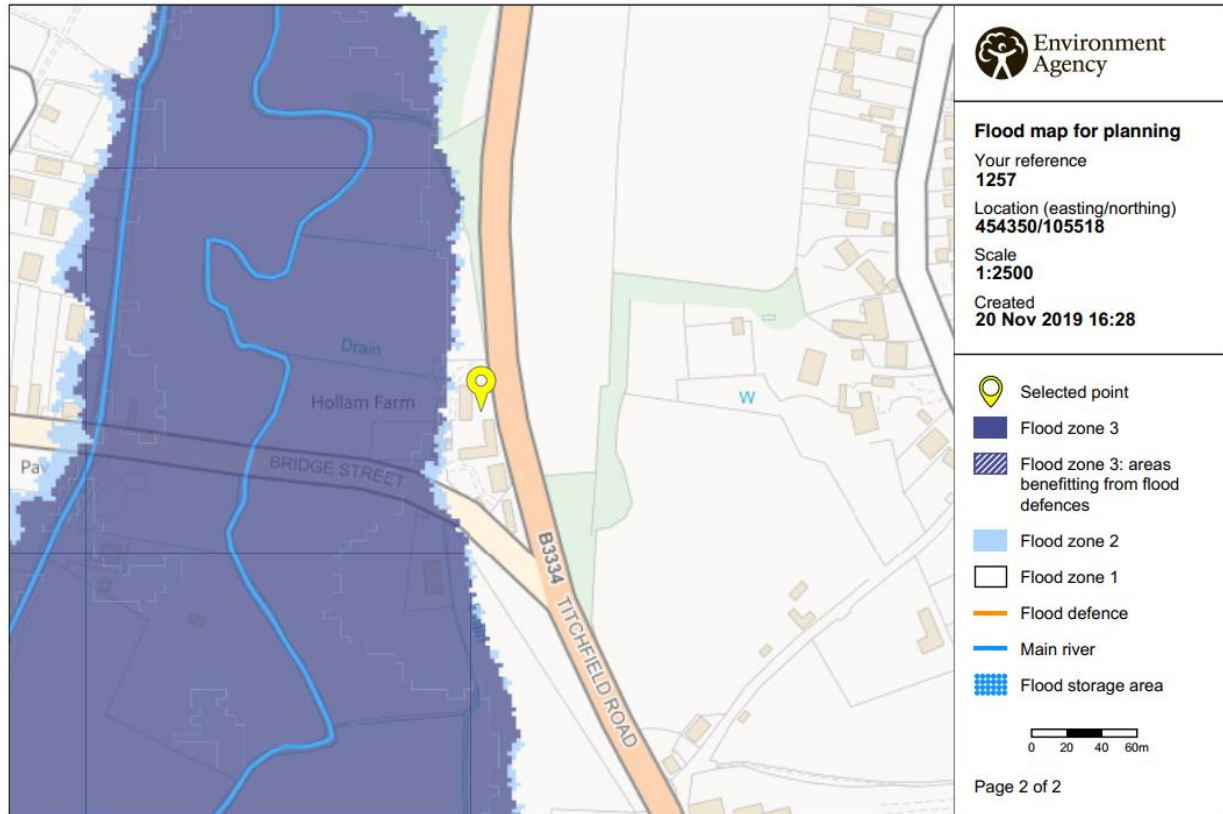 Drain
Hollam Farm
BRIDGE STREET
W
B3334 TITCHFIELD ROAD
Environment
Agency
Flood map for planning
Your reference
1257
Location (easting/northing)
454350/105518
Scale
1:2500
Created
20 Nov 2019 16:28
Selected point
Flood zone 3
Flood zone 3: areas
benefitting from flood
defences
Flood zone 2
Flood zone 1
Flood defence
Main river
Flood storage area
0 20 40 60m
Page 2 of 2